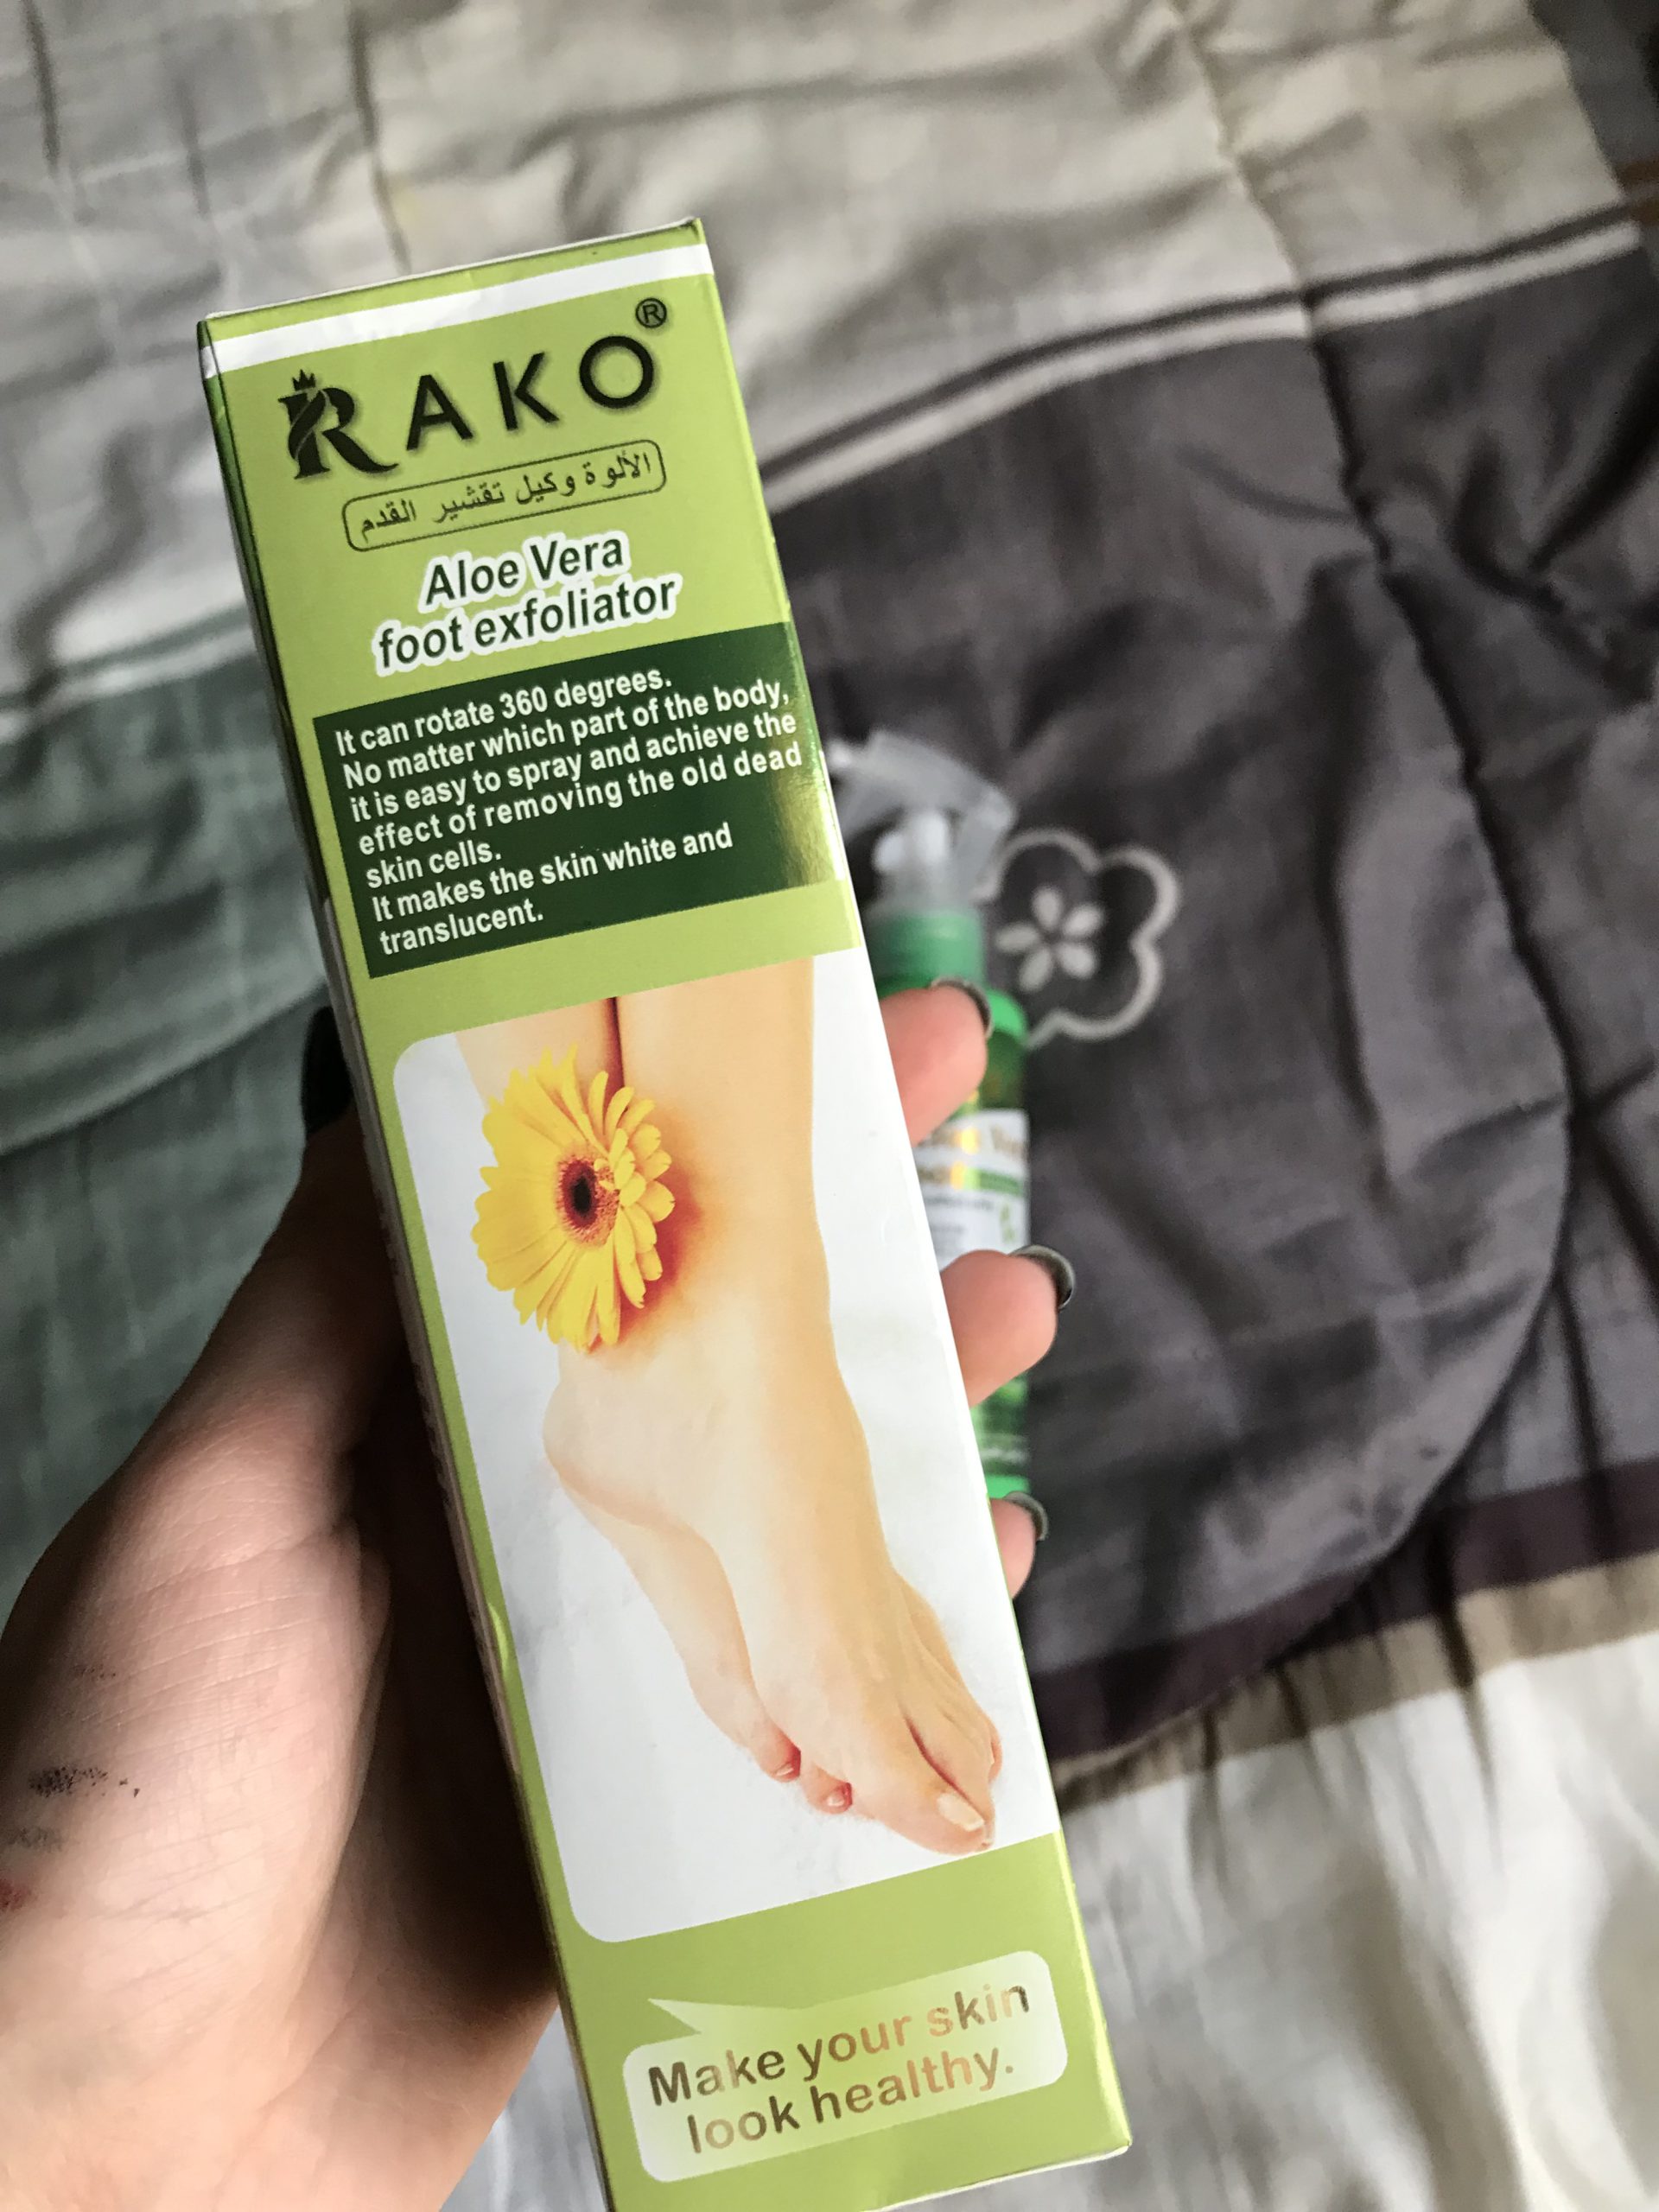 RAKO®
الألوة وكيل تقشير القدم
Aloe Vera
foot exfoliator
It can rotate 360 degrees.
No matter which part of the body,
it is easy to spray and achieve the
effect of removing the old dead
skin cells.
It makes the skin white and
translucent.
Make your skin
look healthy.